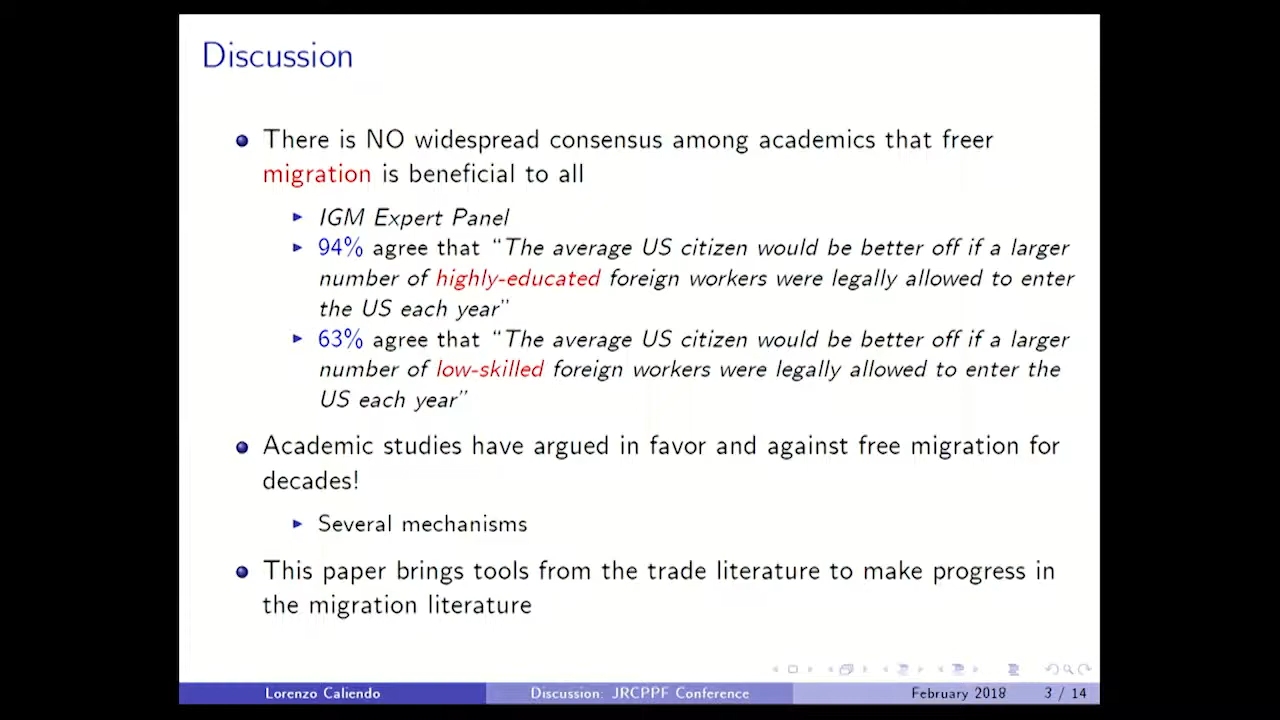 Discussion
There is NO widespread consensus among academics that freer
migration is beneficial to all
IGM Expert Panel
94% agree that “The average US citizen would be better off if a larger
number of highly-educated foreign workers were legally allowed to enter
the US each year”
63% agree that “The average US citizen would be better off if a larger
number of low-skilled foreign workers were legally allowed to enter the
US each year”
Academic studies have argued in favor and against free migration for
decades!
Several mechanisms
This paper brings tools from the trade literature to make progress in
the migration literature
Lorenzo Caliendo Discussion: JRCPPF Conference February 2018 3 / 14